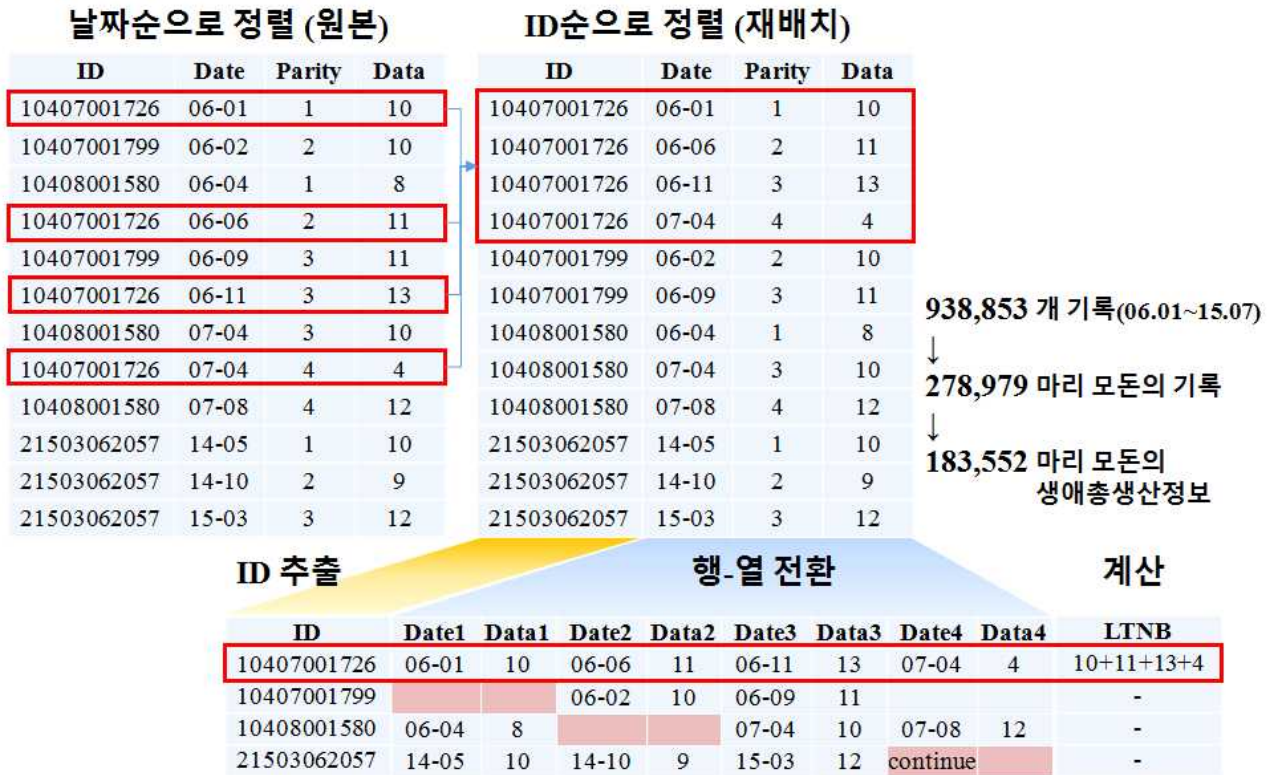 날짜순으로 정렬 (원본)
ID Date Parity Data
10407001726 06-01 1 10
10407001799 06-02 2 10
10408001580 06-04 1 8
10407001726 06-06 2 11
10407001799 06-09 3 11
10407001726 06-11 3 13
10408001580 07-04 3 10
10407001726 07-04 4 4
10408001580 07-08 4 12
21503062057 14-05 1 10
21503062057 14-10 2 9
21503062057 15-03 3 12
ID순으로 정렬 (재배치)
ID Date Parity Data
10407001726 06-01 1 10
10407001726 06-06 2 11
10407001726 06-11 3 13
10407001726 07-04 4 4
10407001799 06-02 2 10
10407001799 06-09 3 11
10408001580 06-04 1 8
10408001580 07-04 3 10
10408001580 07-08 4 12
21503062057 14-05 1 10
21503062057 14-10 2 9
21503062057 15-03 3 12
938,853 개 기록(06.01~15.07)
↓
278,979 마리 모돈의 기록
↓
183,552 마리 모돈의
생애총생산정보
ID 추출 행-열 전환 계산
ID Date1 Data1 Date2 Data2 Date3 Data3 Date4 Data4 LTNB
10407001726 06-01 10 06-06 11 06-11 13 07-04 4 10+11+13+4
10407001799 06-02 10 06-09 11 -
10408001580 06-04 8 07-04 10 07-08 12 -
21503062057 14-05 10 14-10 9 15-03 12 continue -